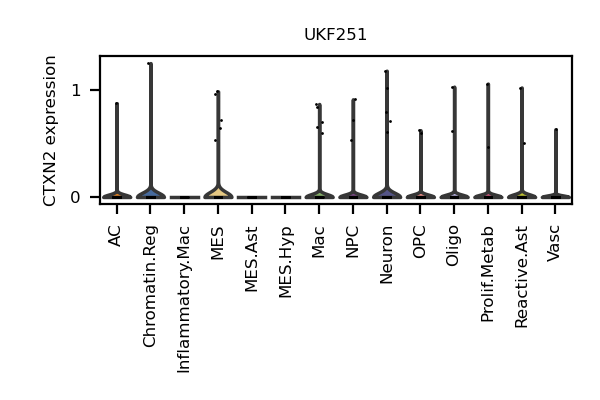 UKF251
CTXN2 expression
1
0
AC
Chromatin.Reg
Inflammatory.Mac
MES
MES.Ast
MES.Hyp
Mac
NPC
Neuron
OPC
Oligo
Prolif.Metab
Reactive.Ast
Vasc